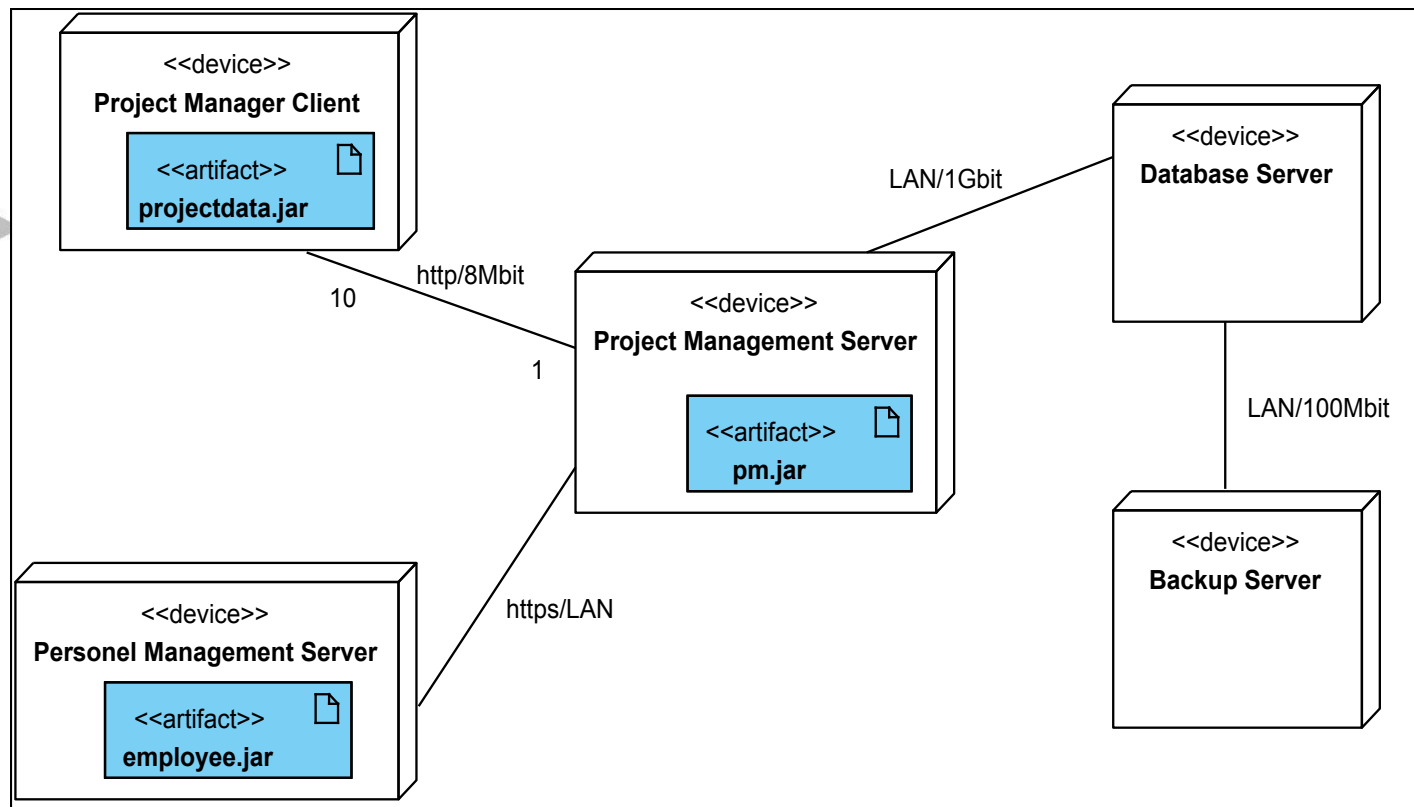 <<device>>
Project Manager Client
<<artifact>>
projectdata.jar
<<device>>
Database Server
LAN/1Gbit
http/8Mbit
10
1
<<device>>
Project Management Server
<<artifact>>
pm.jar
LAN/100Mbit
<<device>>
Backup Server
https/LAN
<<device>>
Personel Management Server
<<artifact>>
employee.jar